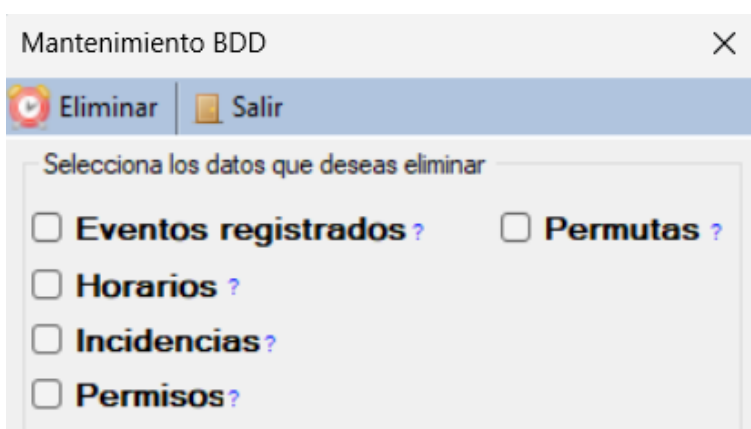 Mantenimiento BDD
Eliminar Salir
Selecciona los datos que deseas eliminar
Eventos registrados ? Permutas ?
Horarios ?
Incidencias ?
Permisos ?